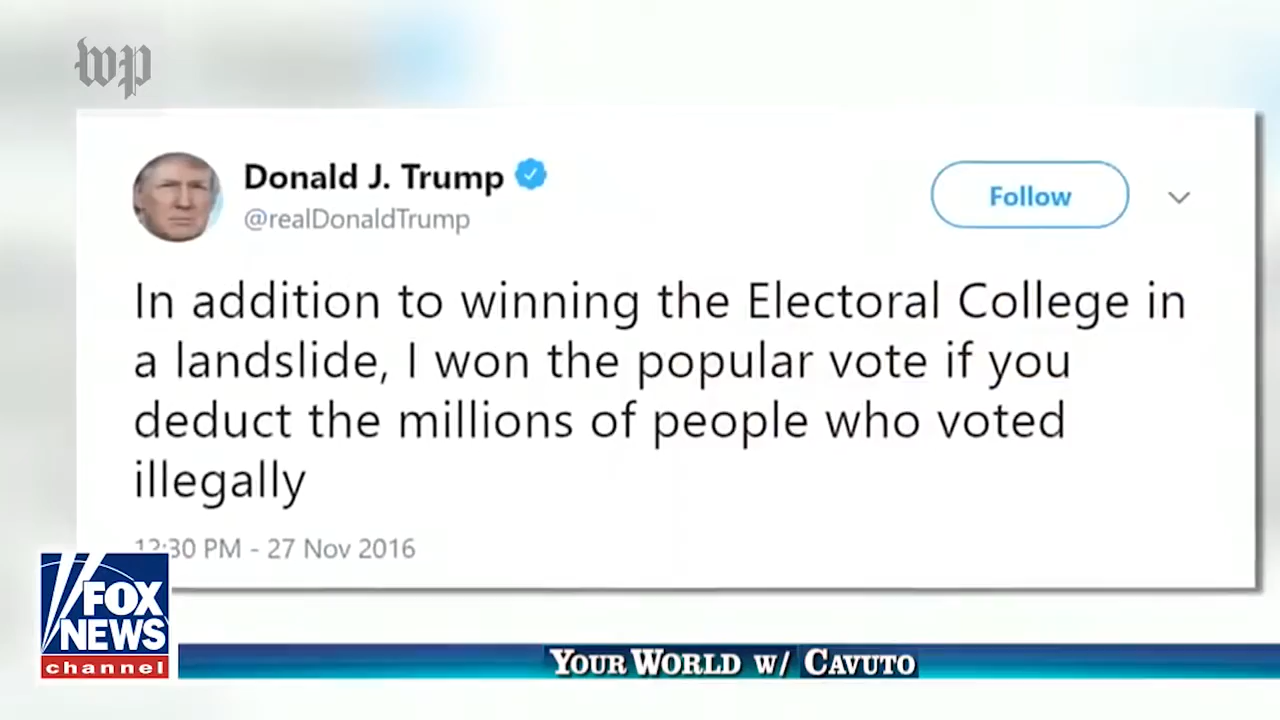 wp
Donald J. Trump
@realDonaldTrump
Follow
In addition to winning the Electoral College in
a landslide, I won the popular vote if you
deduct the millions of people who voted
illegally
12:30 PM - 27 Nov 2016
FOX
NEWS
channel
YOUR WORLD W/ CAVUTO